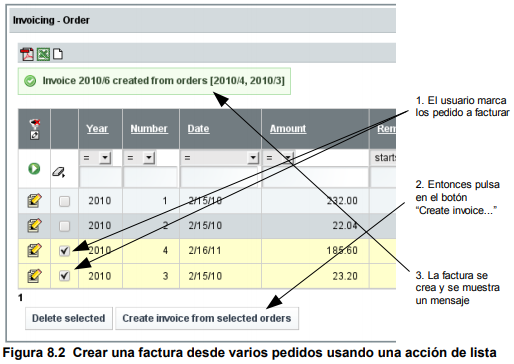 Invoicing - Order
Invoice 2010/6 created from orders [2010/4, 2010/3]
Year Number Date Amount Rem
= = = = starts
2010 1 2/15/10 232.00
2010 2 2/15/10 22.04
2010 4 2/16/11 185.60
2010 3 2/15/10 23.20
1
Delete selected Create invoice from selected orders
1. El usuario marca
los pedido a facturar
2. Entonces pulsa
en el botón
“Create invoice...”
3. La factura se
crea y se muestra
un mensaje
Figura 8.2 Crear una factura desde varios pedidos usando una acción de lista